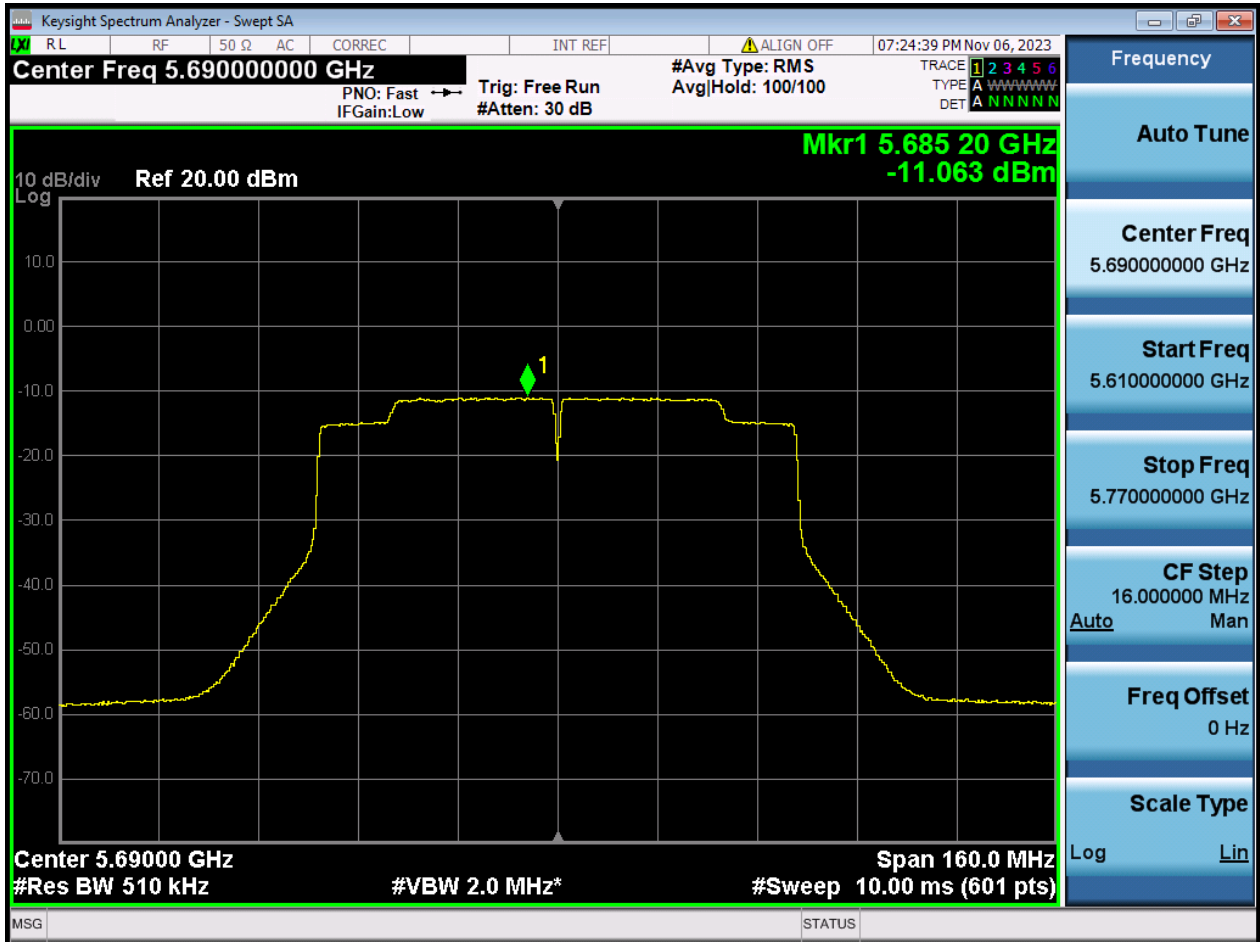 Keysight Spectrum Analyzer - Swept SA
LXI RL RF 50 Ω AC CORREC INT REF ALIGN OFF 07:24:39 PM Nov 06, 2023
Center Freq 5.690000000 GHz
PNO: Fast
IFGain:Low
Trig: Free Run
#Atten: 30 dB
#Avg Type: RMS
Avg|Hold: 100/100
TRACE 1 2 3 4 5 6
TYPE A WWWWW
DET A N N N N N
Mkr1 5.685 20 GHz
-11.063 dBm
10 dB/div Ref 20.00 dBm
Log
10.0
0.00
1
-10.0
-20.0
-30.0
-40.0
-50.0
-60.0
-70.0
Center 5.69000 GHz Span 160.0 MHz
#Res BW 510 kHz #VBW 2.0 MHz* #Sweep 10.00 ms (601 pts)
MSG STATUS
Frequency
Auto Tune
Center Freq
5.690000000 GHz
Start Freq
5.610000000 GHz
Stop Freq
5.770000000 GHz
CF Step
16.000000 MHz
Auto Man
Freq Offset
0 Hz
Scale Type
Log Lin